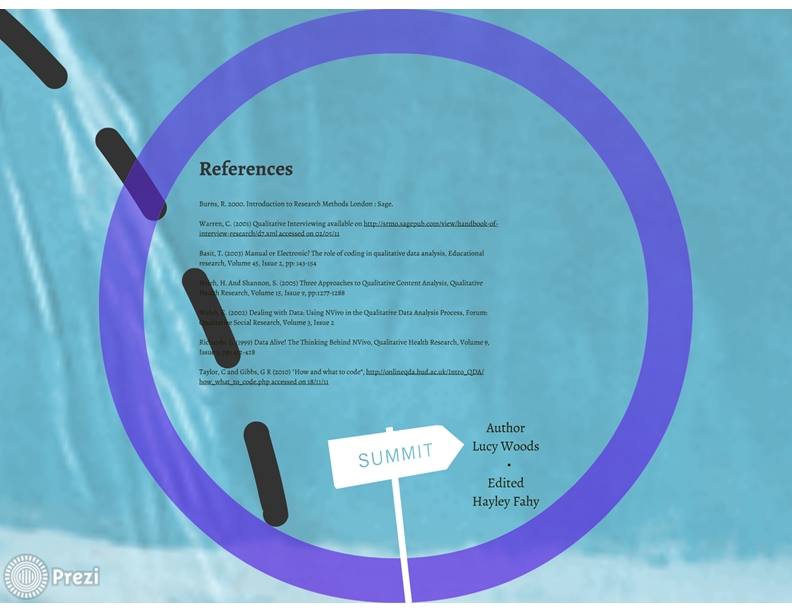 References
Burns, R. 2000. Introduction to Research Methods London : Sage.
Warren, C. (2001) Qualitative Interviewing available on http://srmo.sagepub.com/view/handbook-of-
interview-research/d7.xml accessed on 02/05/11
Basit, T. (2003) Manual or Electronic? The role of coding in qualitative data analysis, Educational
research, Volume 45, Issue 2, pp: 143-154
H. And Shannon, S. (2005) Three Approaches to Qualitative Content Analysis, Qualitative
Health Research, Volume 15, Issue 9, pp:1277-1288
(2002) Dealing with Data: Using NVivo in the Qualitative Data Analysis Process, Forum:
Qualitative Social Research, Volume 3, Issue 2
(1999) Data Alive! The Thinking Behind NVivo, Qualitative Health Research, Volume 9,
Issue
Taylor, C and Gibbs, G R (2010) "How and what to code", http://onlineqda.hud.ac.uk/Intro_QDA/
how_what_to_code.php accessed on 18/11/11
SUMMIT
Author
Lucy Woods
•
Edited
Hayley Fahy
Prezi